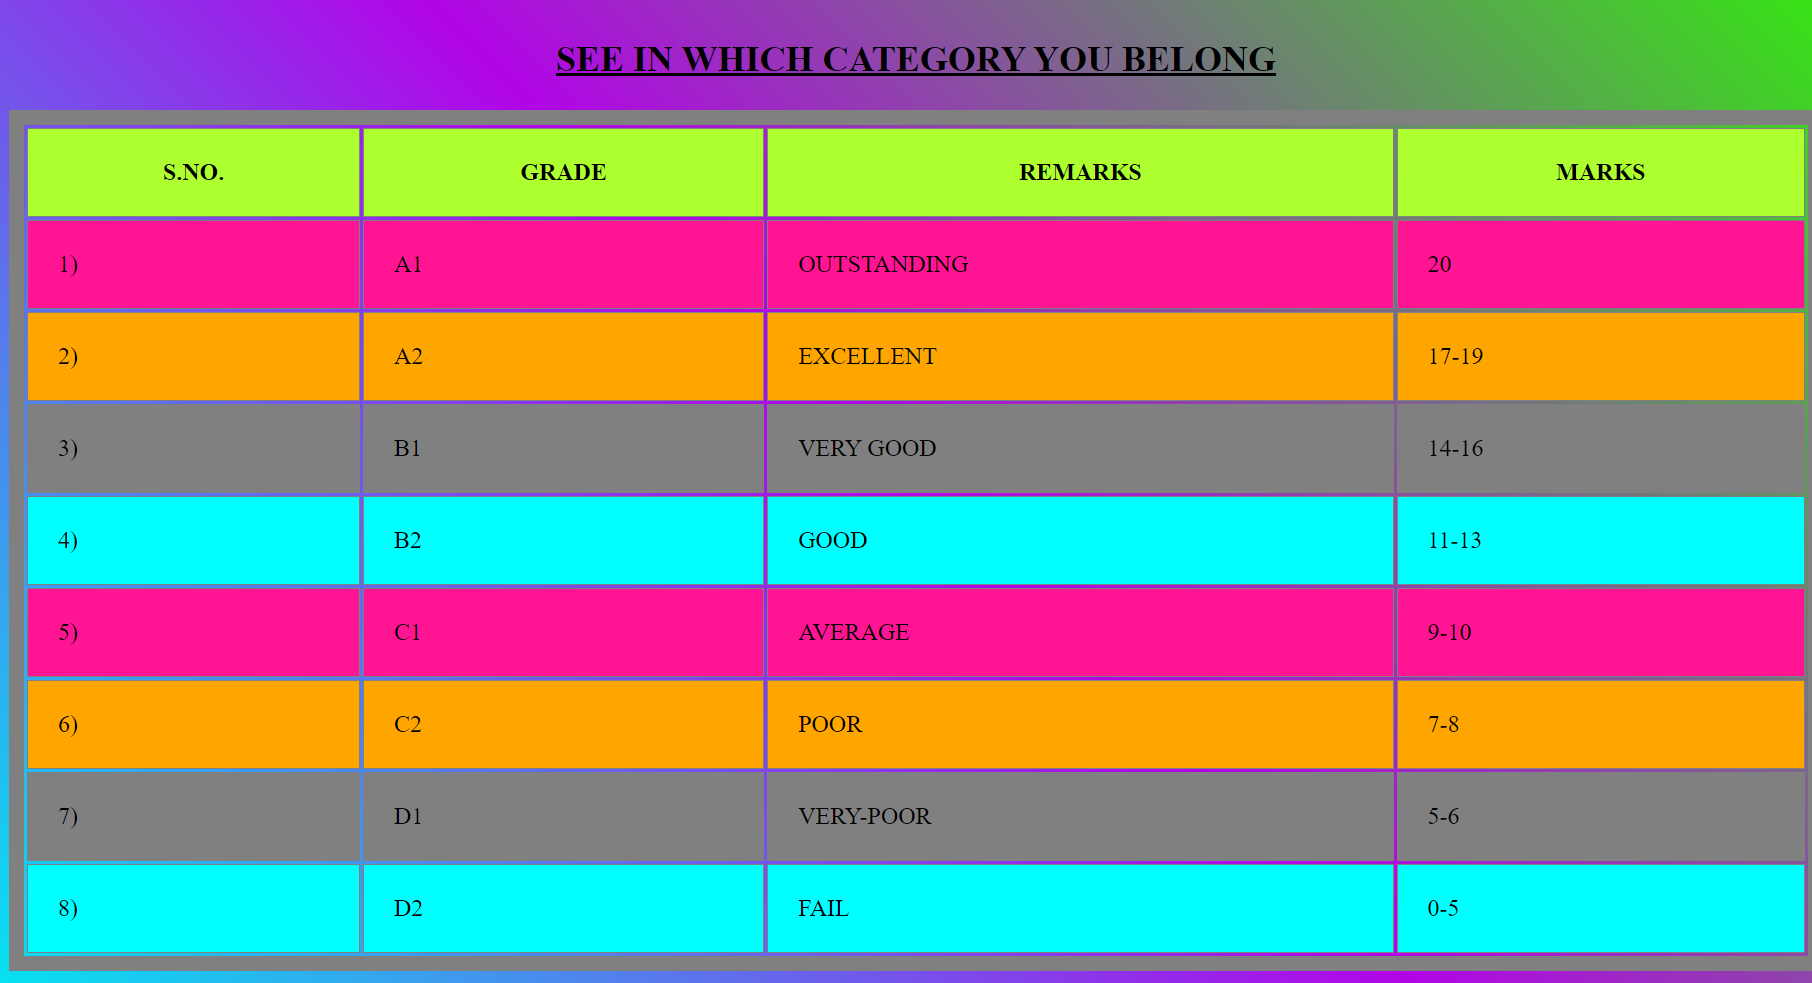 SEE IN WHICH CATEGORY YOU BELONG
S.NO. GRADE REMARKS MARKS
1) A1 OUTSTANDING 20
2) A2 EXCELLENT 17-19
3) B1 VERY GOOD 14-16
4) B2 GOOD 11-13
5) C1 AVERAGE 9-10
6) C2 POOR 7-8
7) D1 VERY-POOR 5-6
8) D2 FAIL 0-5